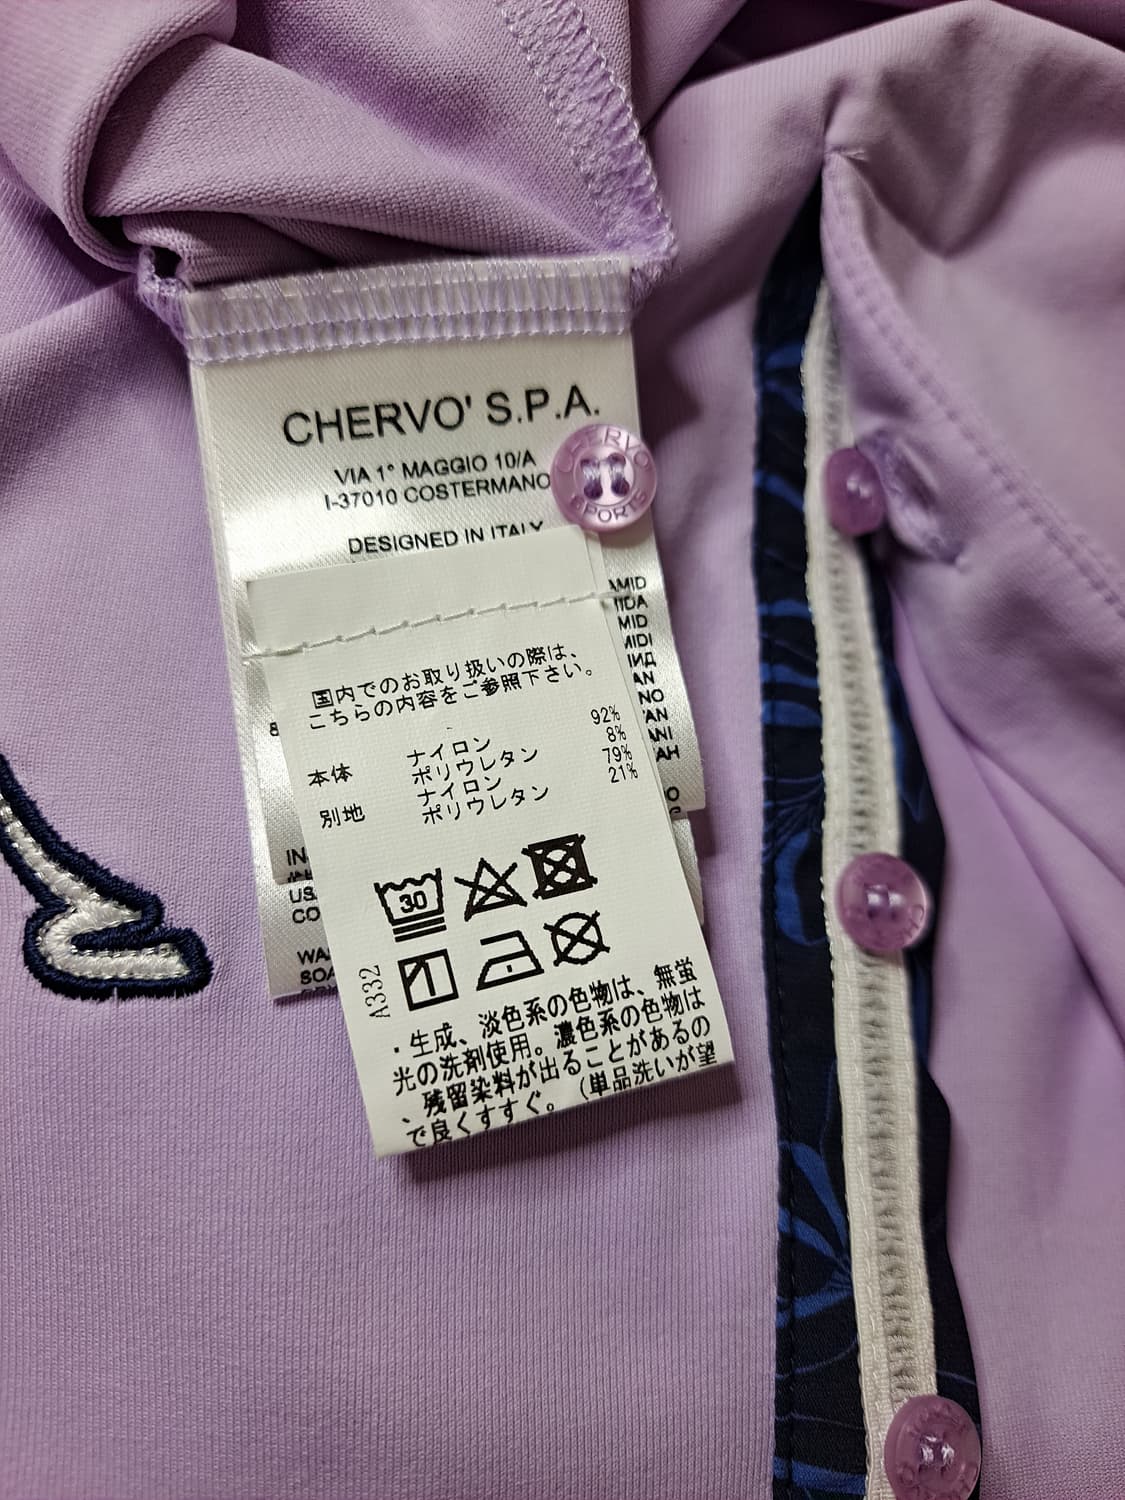 CHERVO' S.P.A.
VIA 1° MAGGIO 10/A
I-37010 COSTERMANO
DESIGNED IN ITALY
CHERVO
SPORTS
国内でのお取り扱いの際は、
こちらの内容をご参照下さい。
本体 ナイロン 92%
ポリウレタン 8%
別地 ナイロン 79%
ポリウレタン 21%
30
A332
・生成、淡色系の色物は、無蛍
光の洗剤使用。濃色系の色物は
、残留染料が出ることがあるの
で良くすすぐ。(単品洗いが望